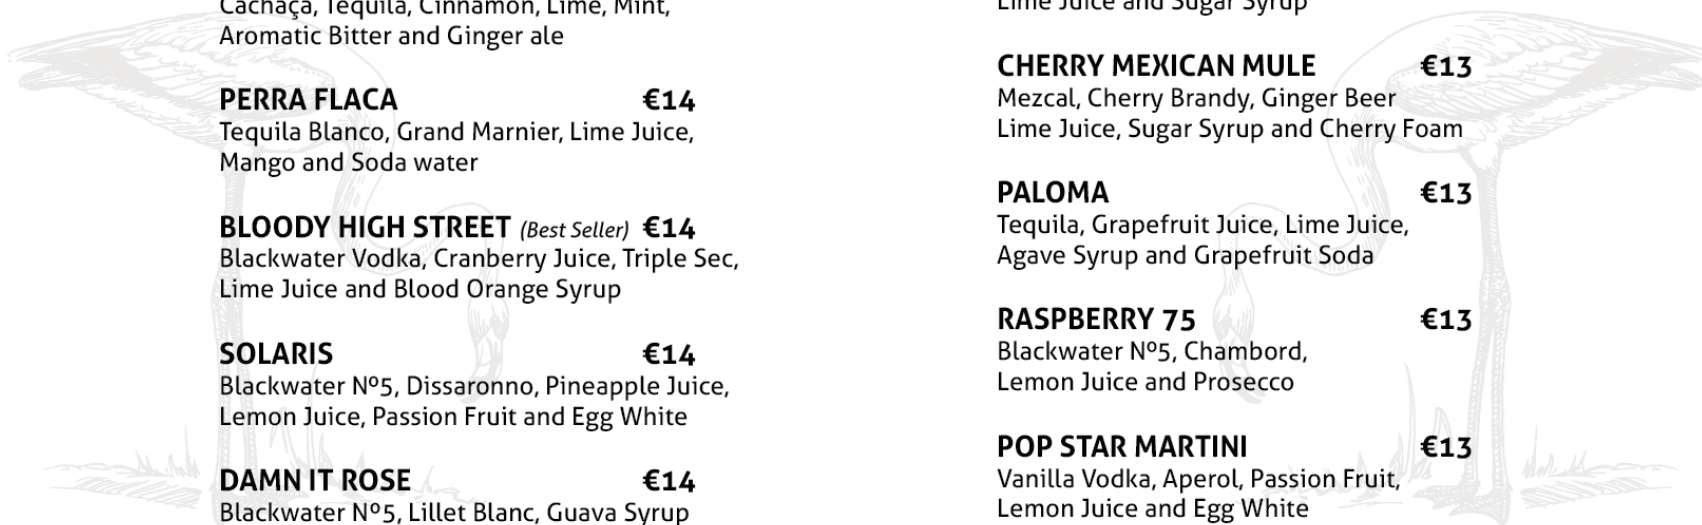 Cachaça, Tequila, Cinnamon, Lime, Mint,
Aromatic Bitter and Ginger ale
PERRA FLACA €14
Tequila Blanco, Grand Marnier, Lime Juice,
Mango and Soda water
BLOODY HIGH STREET (Best Seller) €14
Blackwater Vodka, Cranberry Juice, Triple Sec,
Lime Juice and Blood Orange Syrup
SOLARIS €14
Blackwater Nº5, Dissaronno, Pineapple Juice,
Lemon Juice, Passion Fruit and Egg White
DAMN IT ROSE €14
Blackwater Nº5, Lillet Blanc, Guava Syrup
Lime Juice and Sugar Syrup
CHERRY MEXICAN MULE €13
Mezcal, Cherry Brandy, Ginger Beer
Lime Juice, Sugar Syrup and Cherry Foam
PALOMA €13
Tequila, Grapefruit Juice, Lime Juice,
Agave Syrup and Grapefruit Soda
RASPBERRY 75 €13
Blackwater Nº5, Chambord,
Lemon Juice and Prosecco
POP STAR MARTINI €13
Vanilla Vodka, Aperol, Passion Fruit,
Lemon Juice and Egg White